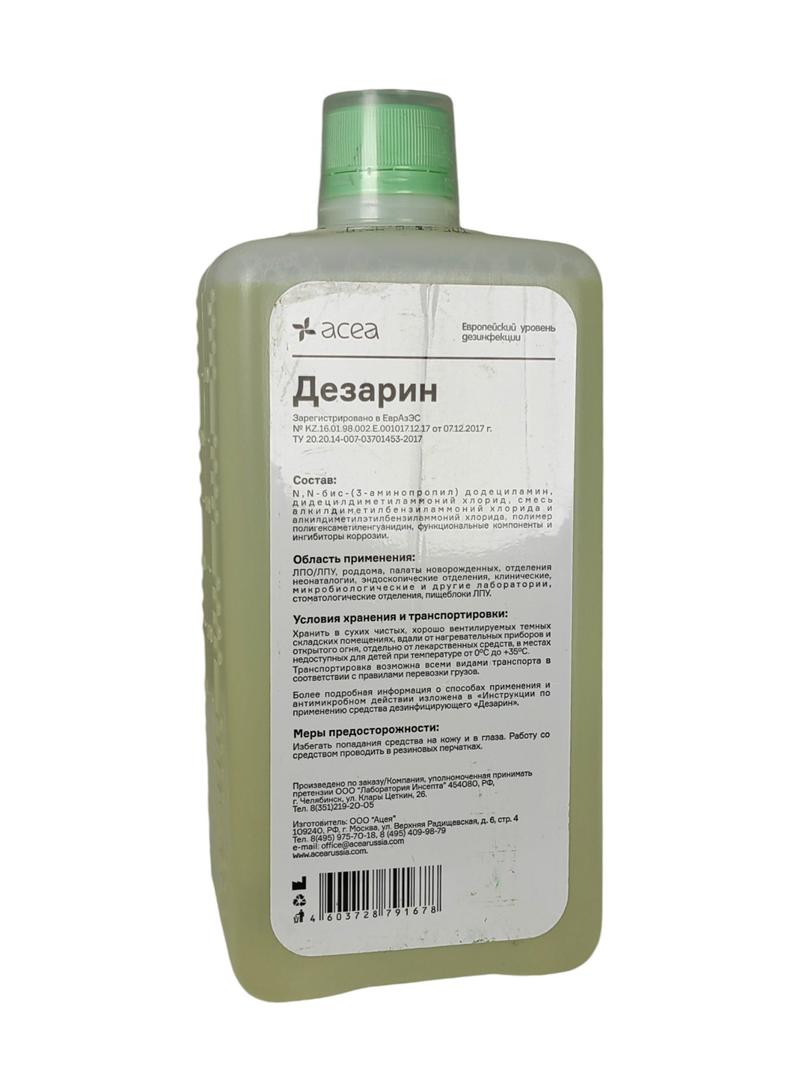 acea
Европейский уровень
дезинфекции
Дезарин
Зарегистрировано в ЕврАзЭС
№ KZ.16.01.98.002.E.001017.12.17 от 07.12.2017 г.
ТУ 20.20.14-007-03701453-2017
Состав:
N,N-бис-(3-аминопропил) додециламин,
дидецилдиметиламмоний хлорид, смесь
алкилдиметилбензиламмоний хлорида и
алкилдиметилэтилбензиламмоний хлорида, полимер
полигексаметиленгуанидин, функциональные компоненты и
ингибиторы коррозии.
Область применения:
ЛПО/ЛПУ, роддома, палаты новорожденных, отделения
неонаталогии, эндоскопические отделения, клинические,
микробиологические и другие лаборатории,
стоматологические отделения, пищеблоки ЛПУ.
Условия хранения и транспортировки:
Хранить в сухих чистых, хорошо вентилируемых темных
складских помещениях, вдали от нагревательных приборов и
открытого огня, отдельно от лекарственных средств, в местах
недоступных для детей при температуре от 0°С до +35°С.
Транспортировка возможна всеми видами транспорта в
соответствии с правилами перевозки грузов.
Более подробная информация о способах применения и
антимикробном действии изложена в «Инструкции по
применению средства дезинфицирующего «Дезарин».
Меры предосторожности:
Избегать попадания средства на кожу и в глаза. Работу со
средством проводить в резиновых перчатках.
Произведено по заказу/Компания, уполномоченная принимать
претензии ООО "Лаборатория Инсепта" 454080, РФ,
г. Челябинск, ул. Клары Цеткин, 26.
Тел. 8(351)219-20-05
Изготовитель: ООО "Ацея"
109240, РФ, г. Москва, ул. Верхняя Радищевская, д. 6, стр. 4
Тел. 8(495) 975-70-18, 8 (495) 409-98-79
e-mail: office@acearussia.com
www.acearussia.com.
4 603728 791678